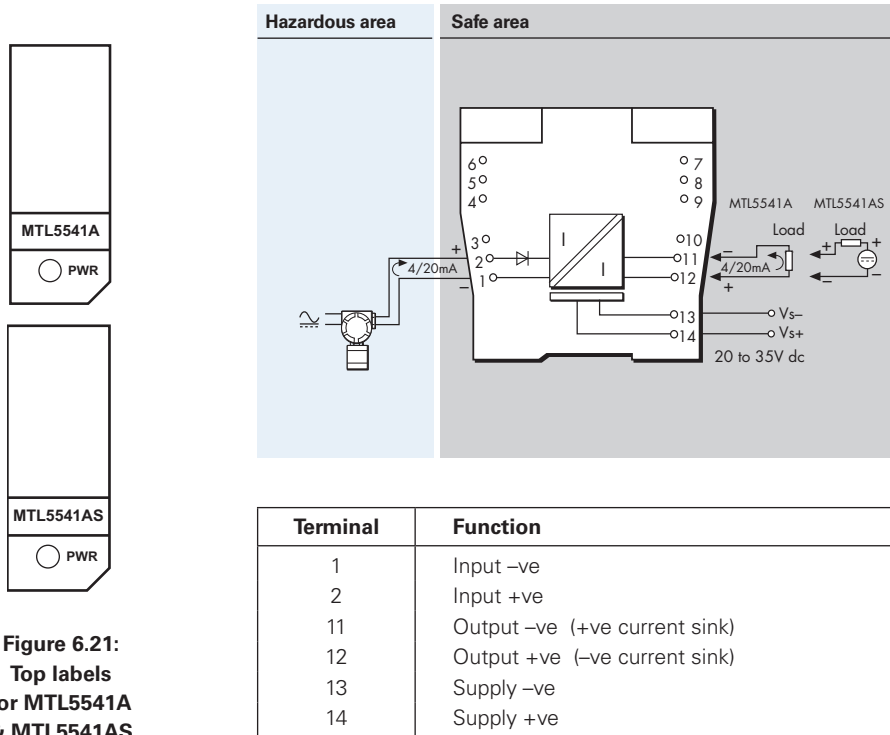 MTL5541A
PWR
MTL5541AS
PWR
Figure 6.21:
Top labels
or MTL5541A
MTL5541AS
Hazardous area
Safe area
6
5
4
3
2
1
7
8
9
10
11
12
13
14
+
4/20mA
–
I
I
MTL5541A
MTL5541AS
Load
Load
–
4/20mA
+
+
+
–
–
Vs–
Vs+
20 to 35V dc
Terminal Function
1 Input –ve
2 Input +ve
11 Output –ve (+ve current sink)
12 Output +ve (–ve current sink)
13 Supply –ve
14 Supply +ve